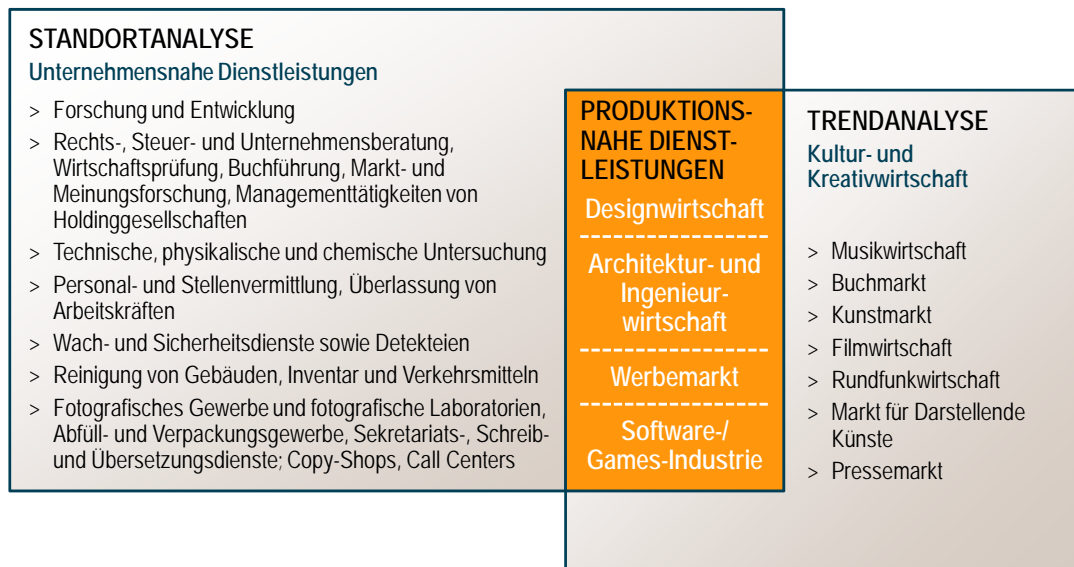 STANDORTANALYSE
Unternehmensnahe Dienstleistungen
> Forschung und Entwicklung
> Rechts-, Steuer- und Unternehmensberatung,
Wirtschaftsprüfung, Buchführung, Markt- und
Meinungsforschung, Managementtätigkeiten von
Holdinggesellschaften
> Technische, physikalische und chemische Untersuchung
> Personal- und Stellenvermittlung, Überlassung von
Arbeitskräften
> Wach- und Sicherheitsdienste sowie Detekteien
> Reinigung von Gebäuden, Inventar und Verkehrsmitteln
> Fotografisches Gewerbe und fotografische Laboratorien,
Abfüll- und Verpackungsgewerbe, Sekretariats-, Schreib-
und Übersetzungsdienste; Copy-Shops, Call Centers
PRODUKTIONS-
NAHE DIENST-
LEISTUNGEN
Designwirtschaft
Architektur- und
Ingenieur-
wirtschaft
Werbemarkt
Software-/
Games-Industrie
TRENDANALYSE
Kultur- und
Kreativwirtschaft
> Musikwirtschaft
> Buchmarkt
> Kunstmarkt
> Filmwirtschaft
> Rundfunkwirtschaft
> Markt für Darstellende
Künste
> Pressemarkt